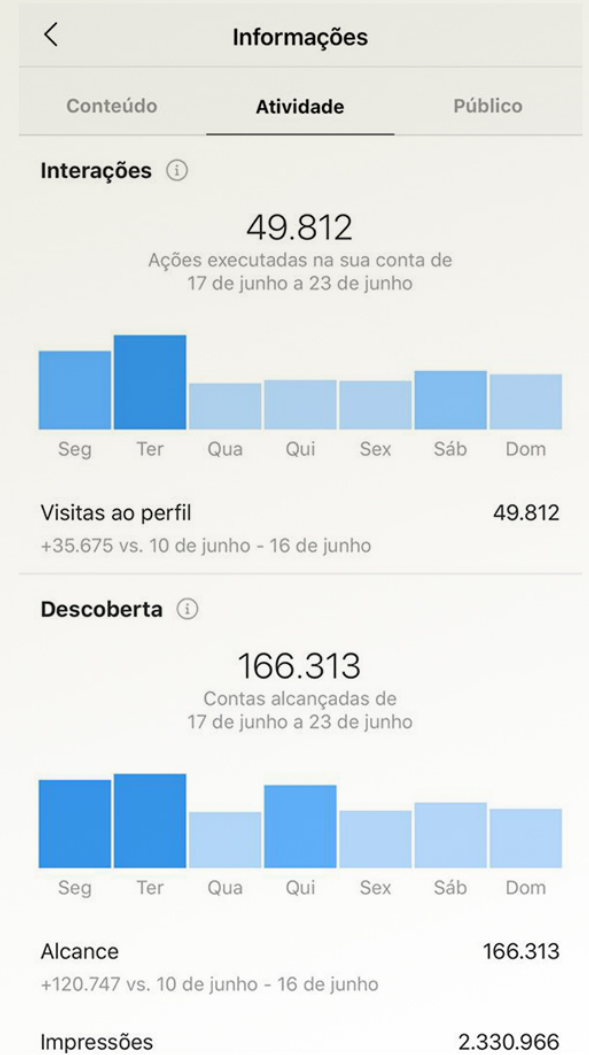 Informações
Conteúdo Atividade Público
Interações
49.812
Ações executadas na sua conta de
17 de junho a 23 de junho
Seg Ter Qua Qui Sex Sáb Dom
Visitas ao perfil 49.812
+35.675 vs. 10 de junho - 16 de junho
Descoberta
166.313
Contas alcançadas de
17 de junho a 23 de junho
Seg Ter Qua Qui Sex Sáb Dom
Alcance 166.313
+120.747 vs. 10 de junho - 16 de junho
Impressões 2.330.966